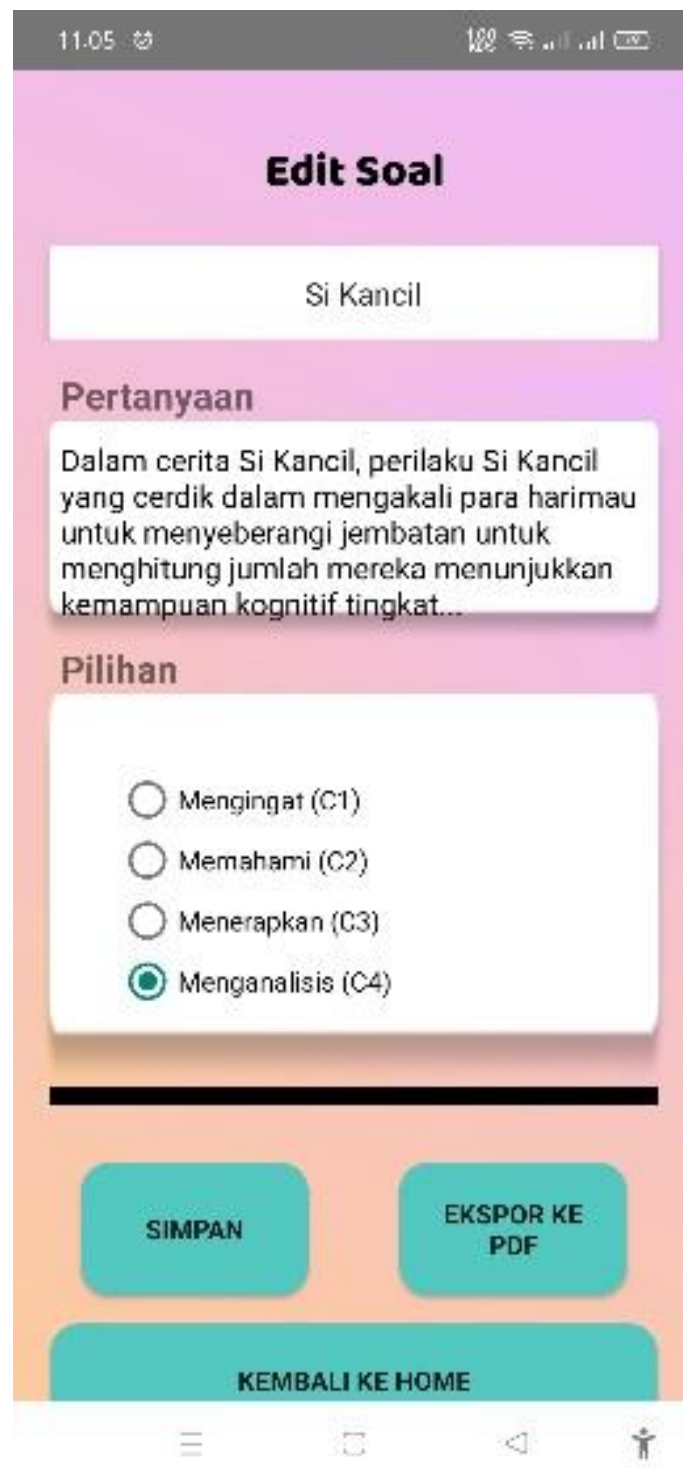 11.05
Edit Soal
Si Kancil
Pertanyaan
Dalam cerita Si Kancil, perilaku Si Kancil
yang cerdik dalam mengakali para harimau
untuk menyeberangi jembatan untuk
menghitung jumlah mereka menunjukkan
kemampuan kognitif tingkat...
Pilihan
Mengingat (C1)
Memahami (C2)
Menerapkan (C3)
Menganalisis (C4)
SIMPAN
EKSPOR KE
PDF
KEMBALI KE HOME